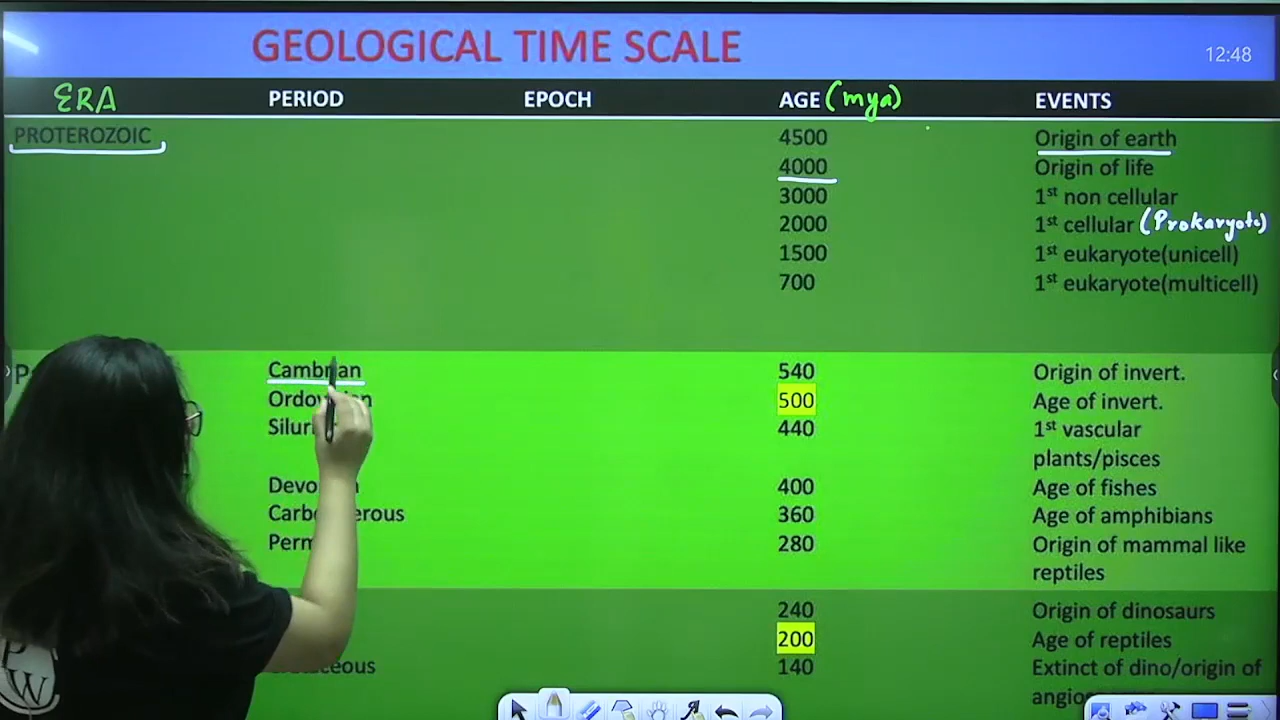 GEOLOGICAL TIME SCALE
12:48
ERA PERIOD EPOCH AGE (mya) EVENTS
PROTEROZOIC 4500 Origin of earth
4000 Origin of life
3000 1st non cellular
2000 1st cellular (Prokaryote)
1500 1st eukaryote(unicell)
700 1st eukaryote(multicell)
Cambrian 540 Origin of invert.
500 Age of invert.
440 1st vascular
plants/pisces
400 Age of fishes
360 Age of amphibians
280 Origin of mammal like
reptiles
240 Origin of dinosaurs
200 Age of reptiles
140 Extinct of dino/origin of
PW